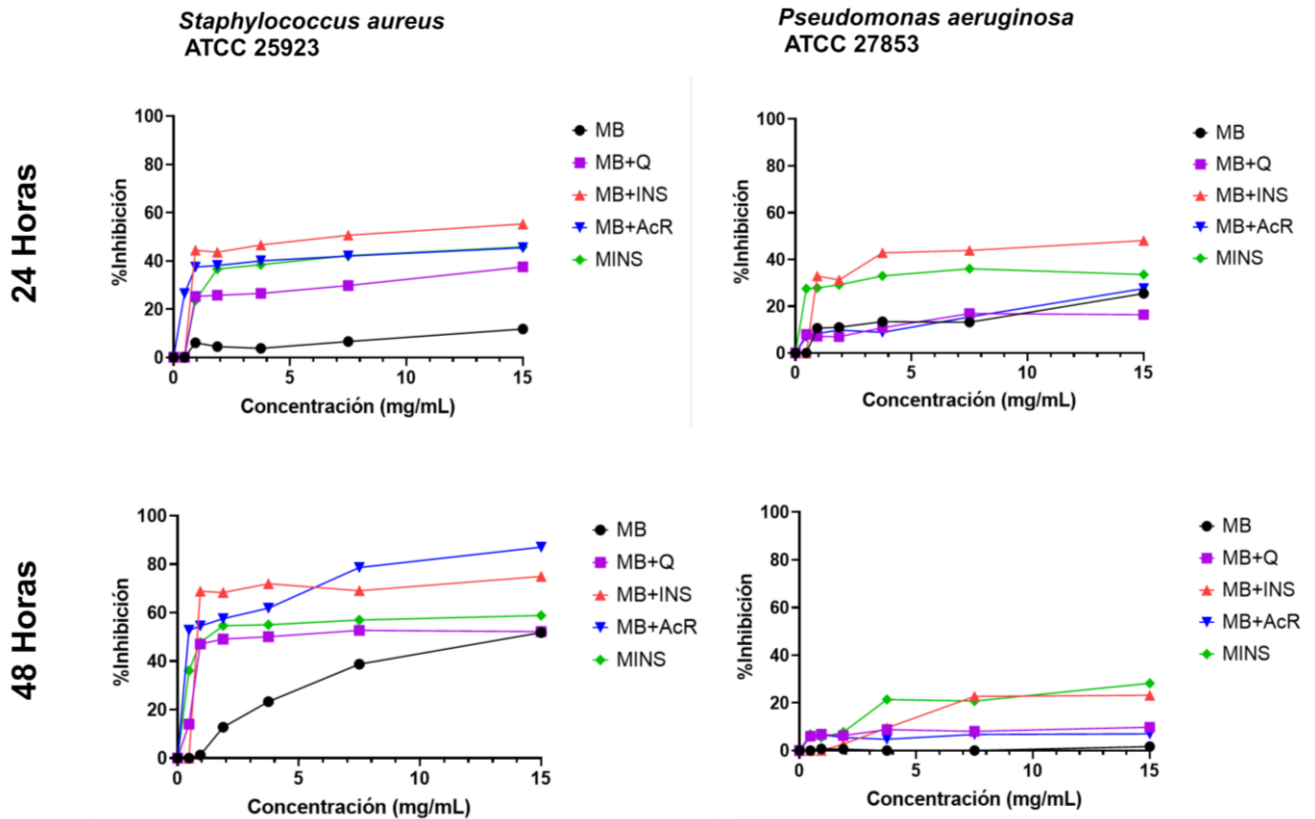 Staphylococcus aureus
ATCC 25923
Pseudomonas aeruginosa
ATCC 27853
24 Horas
%Inhibición
100
80
60
40
20
0
0 5 10 15
Concentración (mg/mL)
MB
MB+Q
MB+INS
MB+AcR
MINS
%Inhibición
100
80
60
40
20
0
0 5 10 15
Concentración (mg/mL)
MB
MB+Q
MB+INS
MB+AcR
MINS
48 Horas
%Inhibición
100
80
60
40
20
0
0 5 10 15
Concentración (mg/mL)
MB
MB+Q
MB+INS
MB+AcR
MINS
%Inhibición
100
80
60
40
20
0
0 5 10 15
Concentración (mg/mL)
MB
MB+Q
MB+INS
MB+AcR
MINS